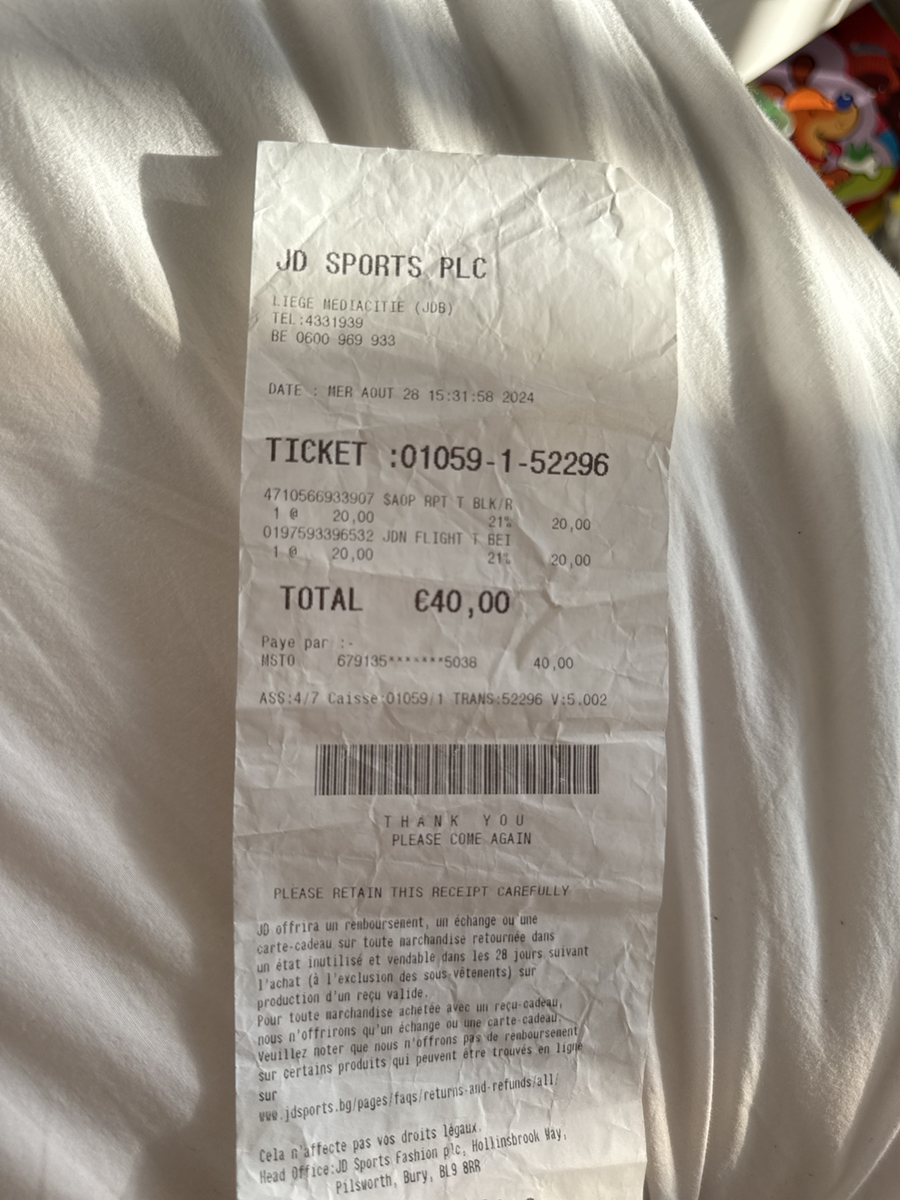 JD SPORTS PLC
LIEGE MEDIACITIE (JDB)
TEL:4331939
BE 0600 969 933
DATE : MER AOUT 28 15:31:58 2024
TICKET :01059-1-52296
4710566933907 $AOP RPT T BLK/R
1 @ 20,00 21% 20,00
0197593396532 JDN FLIGHT T BEI
1 @ 20,00 21% 20,00
TOTAL €40,00
Paye par :-
MSTO 679135*******5038 40,00
ASS:4/7 Caisse:01059/1 TRANS:52296 V:5.002
THANK YOU
PLEASE COME AGAIN
PLEASE RETAIN THIS RECEIPT CAREFULLY
JD offrira un remboursement, un échange ou une
carte-cadeau sur toute marchandise retournée dans
un état inutilisé et vendable dans les 28 jours suivant
l'achat (à l'exclusion des sous-vêtements) sur
production d'un reçu valide.
Pour toute marchandise achetée avec un reçu-cadeau,
nous n'offrirons qu'un échange ou une carte-cadeau.
Veuillez noter que nous n'offrons pas de remboursement
sur certains produits qui peuvent être trouvés en ligne
sur
www.jdsports.bg/pages/faqs/returns-and-refunds/all/
Cela n'affecte pas vos droits légaux.
Head Office:JD Sports Fashion plc, Hollinsbrook Way,
Pilsworth, Bury, BL9 8RR